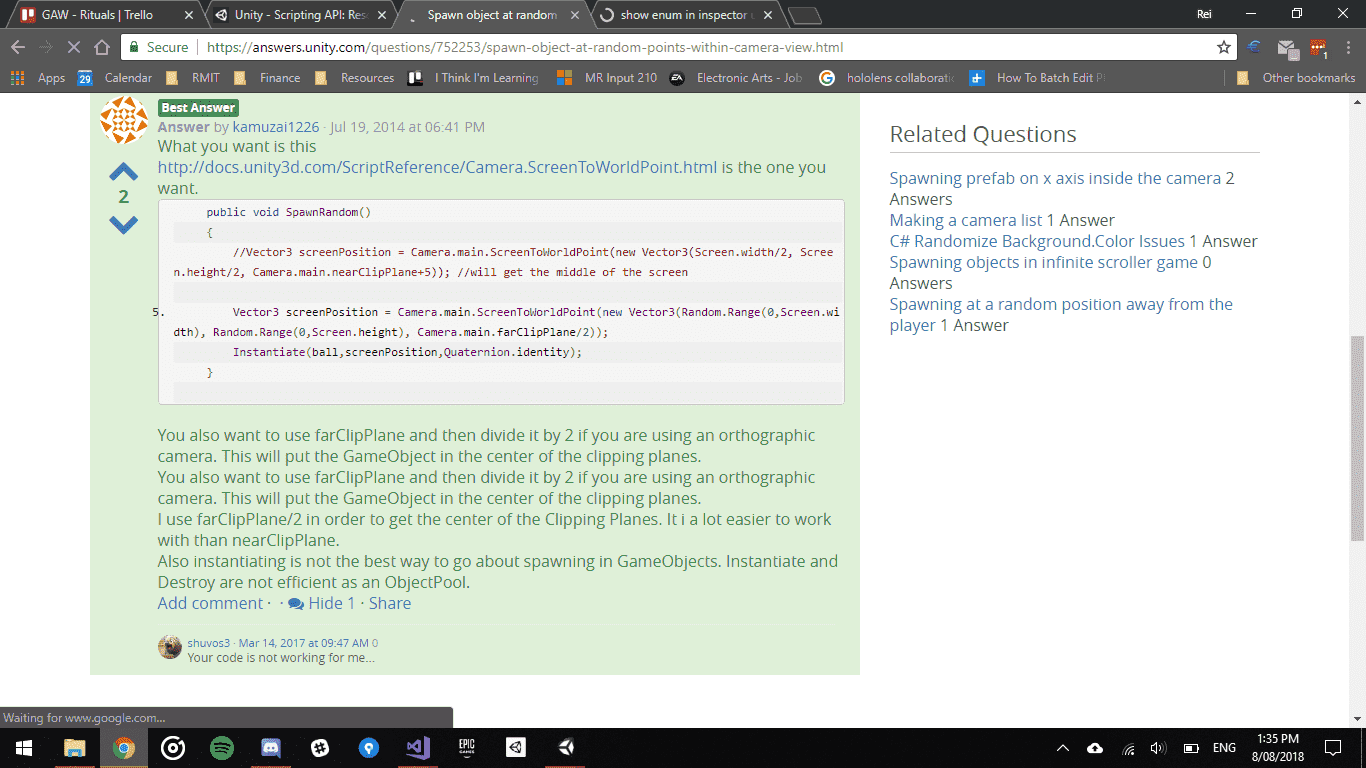 GAW - Rituals | Trello
Unity - Scripting API: Res
Spawn object at random
show enum in inspector
Rei
Secure
https://answers.unity.com/questions/752253/spawn-object-at-random-points-within-camera-view.html
1
Apps
29
Calendar
RMIT
Finance
Resources
I Think I'm Learning
MR Input 210
EA
Electronic Arts - Job
G
hololens collaborati
How To Batch Edit P
Other bookmarks
Best Answer
Answer by kamuzai1226 · Jul 19, 2014 at 06:41 PM
What you want is this
http://docs.unity3d.com/ScriptReference/Camera.ScreenToWorldPoint.html is the one you
want.
2
public void SpawnRandom()
{
//Vector3 screenPosition = Camera.main.ScreenToWorldPoint(new Vector3(Screen.width/2, Scree
n.height/2, Camera.main.nearClipPlane+5)); //will get the middle of the screen
5.
Vector3 screenPosition = Camera.main.ScreenToWorldPoint(new Vector3(Random.Range(0,Screen.wi
dth), Random.Range(0,Screen.height), Camera.main.farClipPlane/2));
Instantiate(ball,screenPosition,Quaternion.identity);
}
You also want to use farClipPlane and then divide it by 2 if you are using an orthographic
camera. This will put the GameObject in the center of the clipping planes.
You also want to use farClipPlane and then divide it by 2 if you are using an orthographic
camera. This will put the GameObject in the center of the clipping planes.
I use farClipPlane/2 in order to get the center of the Clipping Planes. It i a lot easier to work
with than nearClipPlane.
Also instantiating is not the best way to go about spawning in GameObjects. Instantiate and
Destroy are not efficient as an ObjectPool.
Add comment · · Hide 1 · Share
shuvos3 · Mar 14, 2017 at 09:47 AM 0
Your code is not working for me...
Related Questions
Spawning prefab on x axis inside the camera 2
Answers
Making a camera list 1 Answer
C# Randomize Background.Color Issues 1 Answer
Spawning objects in infinite scroller game 0
Answers
Spawning at a random position away from the
player 1 Answer
Waiting for www.google.com...
EPIC
GAMES
ENG
1:35 PM
8/08/2018